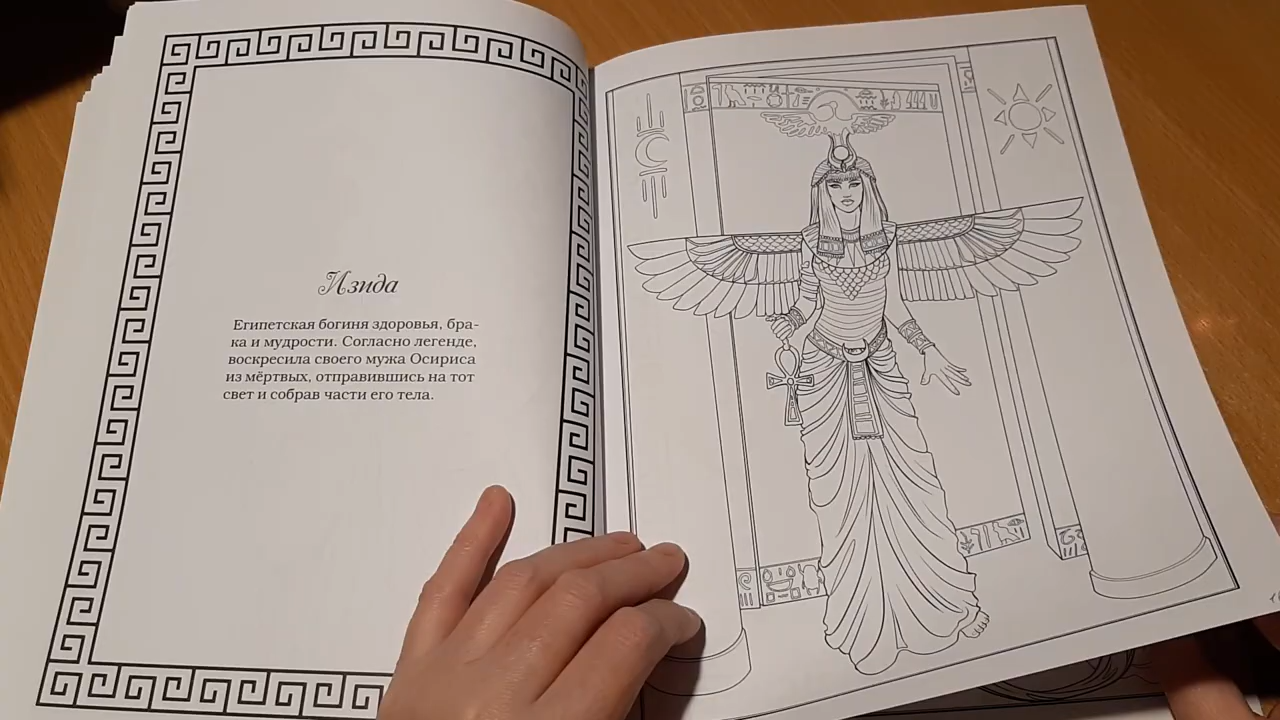 Изида
Египетская богиня здоровья, бра-
ка и мудрости. Согласно легенде,
воскресила своего мужа Осириса
из мёртвых, отправившись на тот
свет и собрав части его тела.